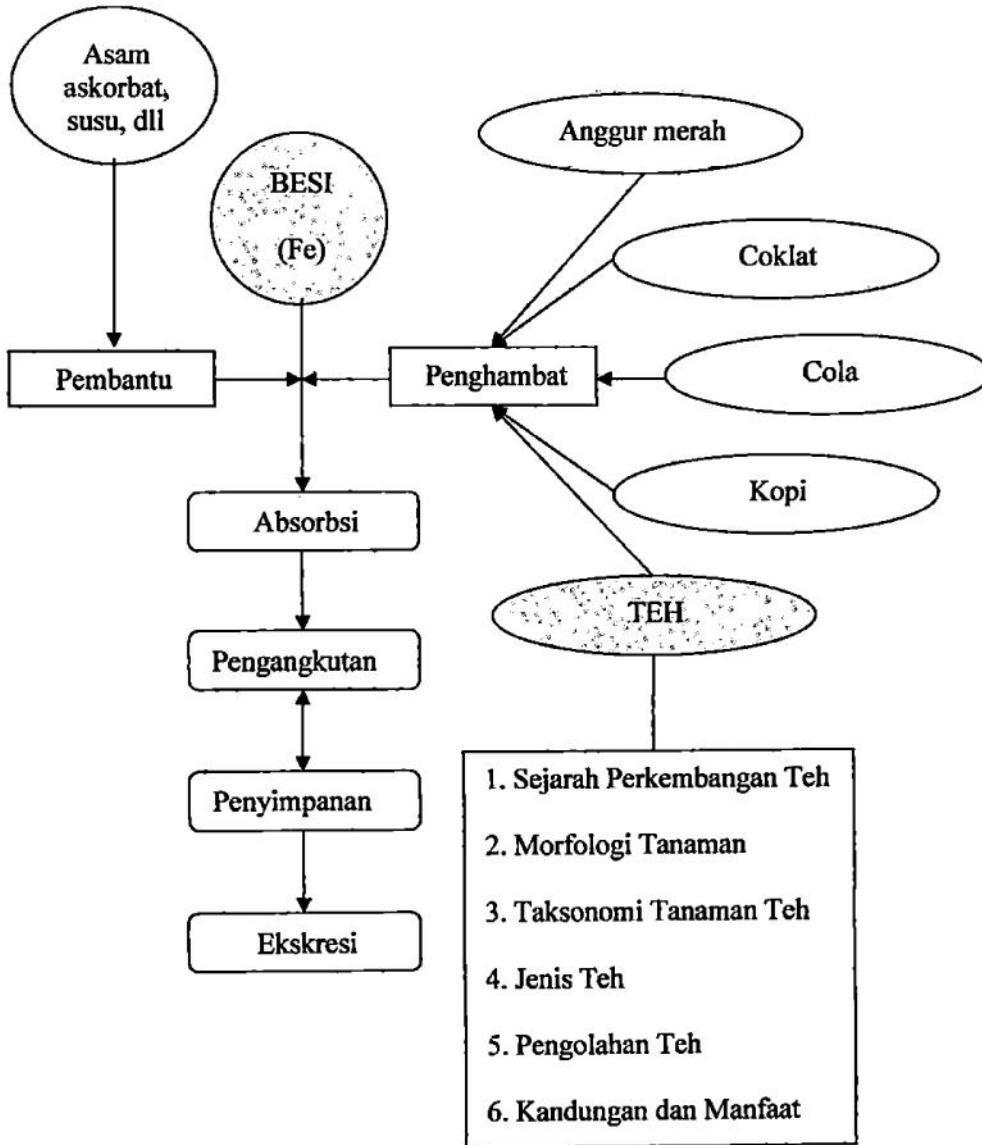 Asam
askorbat,
susu, dll
BESI
(Fe)
Anggur merah
Coklat
Pembantu
Penghambat
Cola
Kopi
Absorbsi
TEH
Pengangkutan
Penyimpanan
Ekskresi
1. Sejarah Perkembangan Teh
2. Morfologi Tanaman
3. Taksonomi Tanaman Teh
4. Jenis Teh
5. Pengolahan Teh
6. Kandungan dan Manfaat